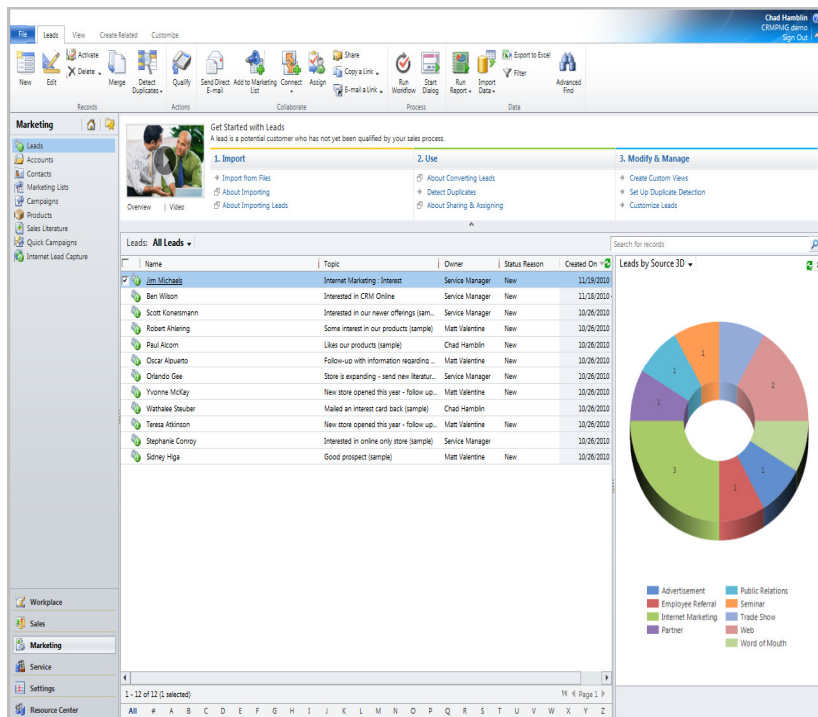 Chad Hamblin
CRMPMG demo
Sign Out
File Leads View Create Related Customize
New Edit Activate Delete Merge Detect Duplicates
Qualify
Send Direct E-mail Add to Marketing List Connect Assign Share Copy a Link E-mail a Link
Run Workflow Start Dialog
Run Report Import Data Export to Excel Filter Advanced Find
Records Actions Collaborate Process Data
Marketing
Leads
Accounts
Contacts
Marketing Lists
Campaigns
Products
Sales Literature
Quick Campaigns
Internet Lead Capture
Get Started with Leads
A lead is a potential customer who has not yet been qualified by your sales process.
1. Import
Import from Files
About Importing
About Importing Leads
2. Use
About Converting Leads
Detect Duplicates
About Sharing & Assigning
3. Modify & Manage
Create Custom Views
Set Up Duplicate Detection
Customize Leads
Overview | Video
Leads: All Leads
Search for records
Name Topic Owner Status Reason Created On
Jim Michaels Internet Marketing : Interest Service Manager New 11/19/2010
Ben Wilson Interested in CRM Online Service Manager New 11/18/2010
Scott Konersmann Interested in our newer offerings (sam... Service Manager New 10/26/2010
Robert Ahlering Some interest in our products (sample) Matt Valentine New 10/26/2010
Paul Alcorn Likes our products (sample) Chad Hamblin New 10/26/2010
Oscar Alpuerto Follow-up with information regarding ... Matt Valentine New 10/26/2010
Orlando Gee Store is expanding - send new literatur... Service Manager New 10/26/2010
Yvonne McKay New store opened this year - follow up... Matt Valentine New 10/26/2010
Wathalee Steuber Mailed an interest card back (sample) Chad Hamblin 10/26/2010
Teresa Atkinson New store opened this year - follow up... Matt Valentine New 10/26/2010
Stephanie Conroy Interested in online only store (sample) Service Manager 10/26/2010
Sidney Higa Good prospect (sample) Matt Valentine New 10/26/2010
Leads by Source 3D
1
2
1
1
3
1
1
Advertisement
Employee Referral
Internet Marketing
Partner
Public Relations
Seminar
Trade Show
Web
Word of Mouth
Workplace
Sales
Marketing
Service
Settings
Resource Center
1 - 12 of 12 (1 selected) Page 1
All # A B C D E F G H I J K L M N O P Q R S T U V W X Y Z